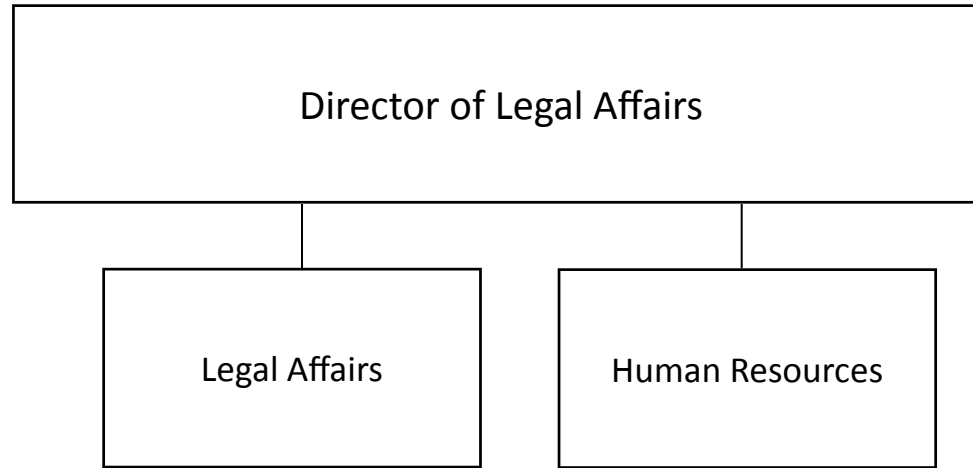 Director of Legal Affairs
Legal Affairs
Human Resources